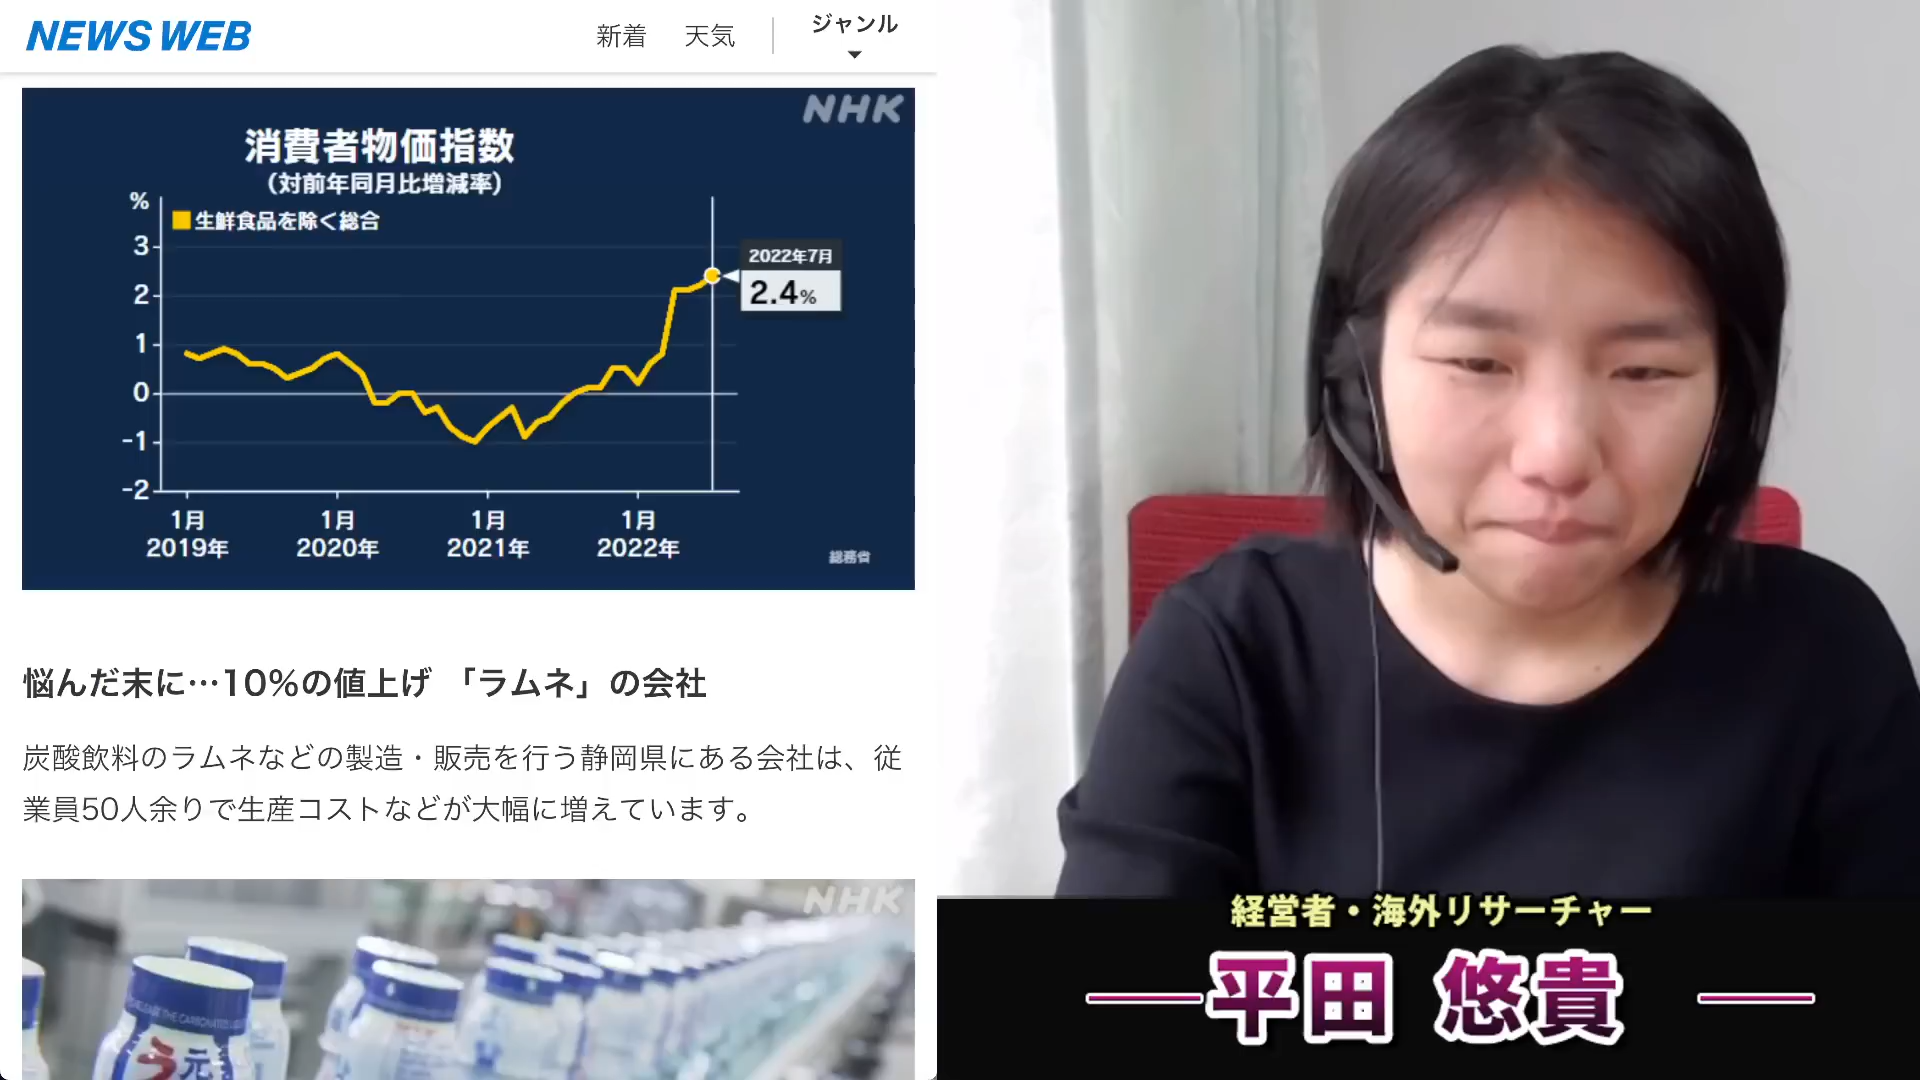 NEWS WEB
新着
天気
ジャンル
NHK
消費者物価指数
(対前年同月比増減率)
%
生鮮食品を除く総合
3
2
1
0
-1
-2
2022年7月
2.4%
1月
2019年
1月
2020年
1月
2021年
1月
2022年
総務省
悩んだ末に…10%の値上げ 「ラムネ」の会社
炭酸飲料のラムネなどの製造・販売を行う静岡県にある会社は、従
業員50人余りで生産コストなどが大幅に増えています。
NHK
ラ元
経営者・海外リサーチャー
平田 悠貴